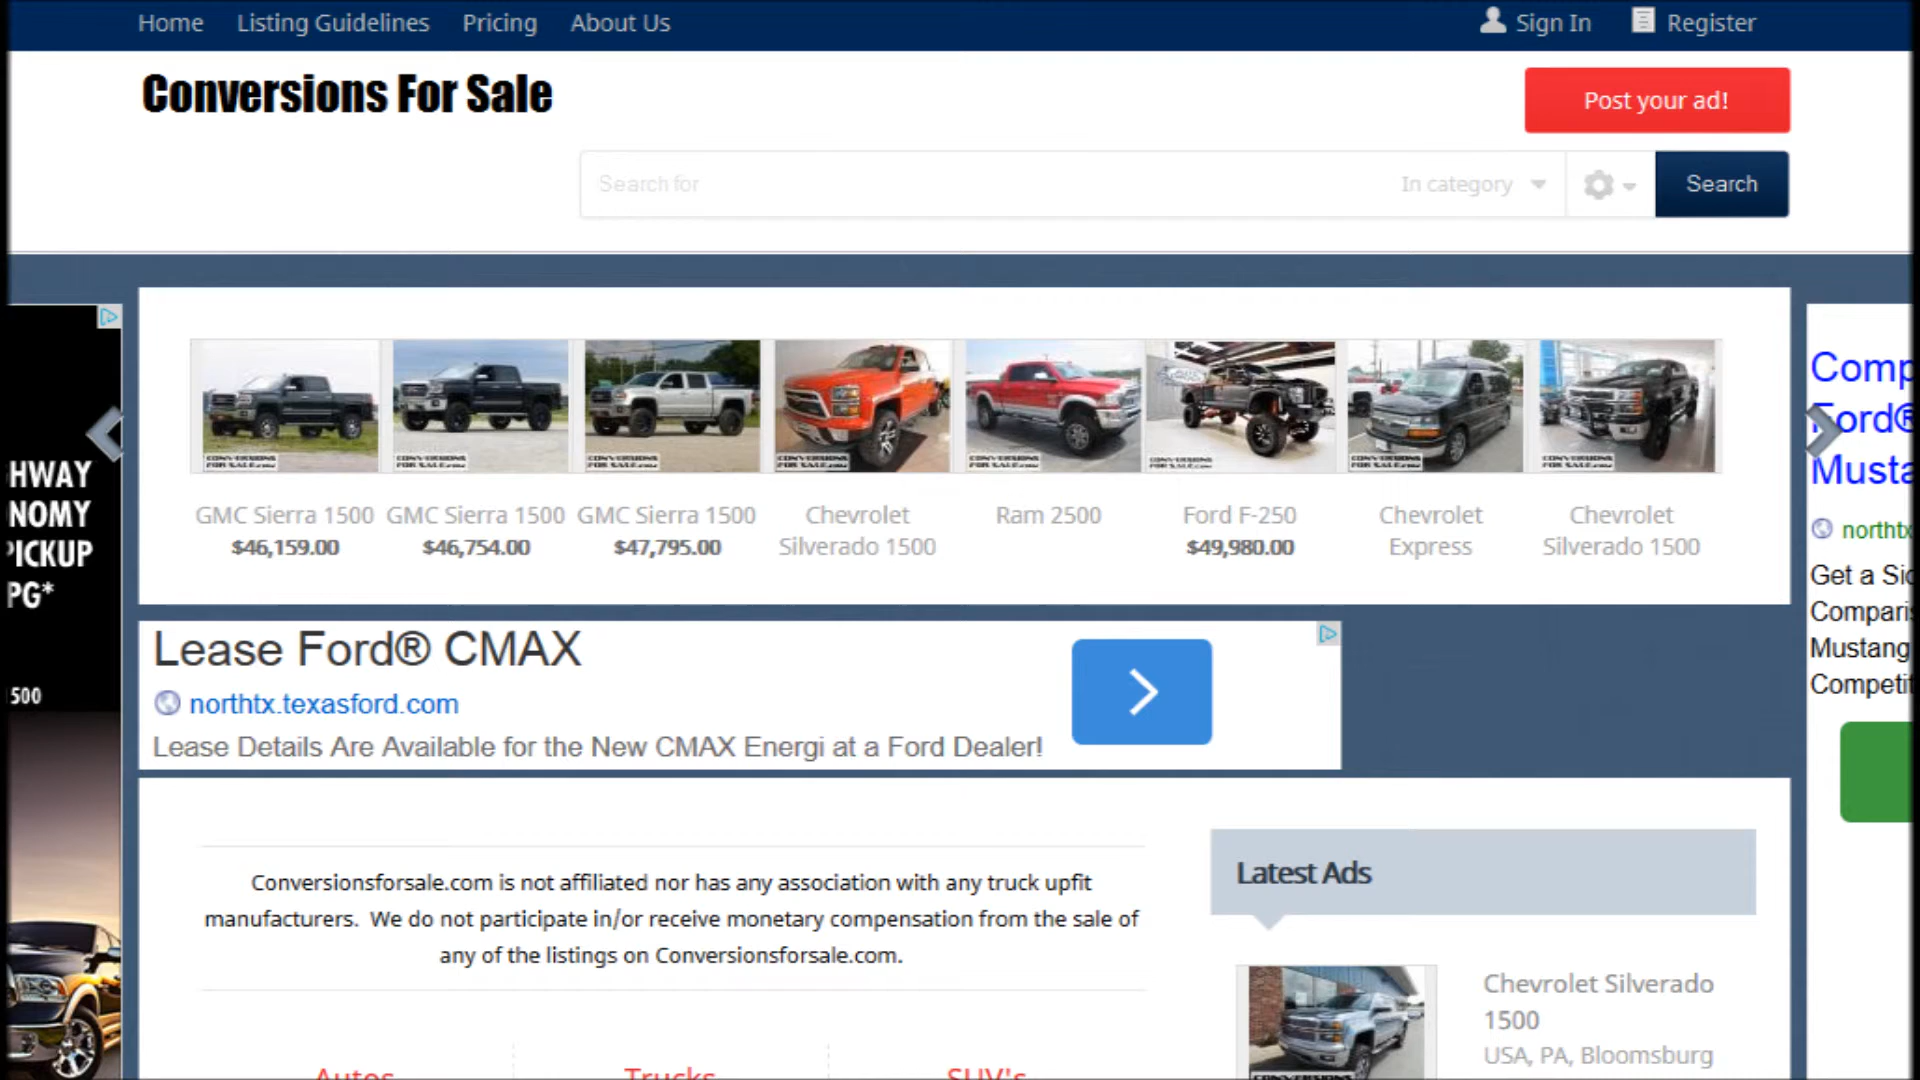 Home Listing Guidelines Pricing About Us Sign In Register
Conversions For Sale
Post your ad!
Search for In category Search
HWAY
NOMY
PICKUP
PG*
500
GMC Sierra 1500
$46,159.00
GMC Sierra 1500
$46,754.00
GMC Sierra 1500
$47,795.00
Chevrolet
Silverado 1500
Ram 2500
Ford F-250
$49,980.00
Chevrolet
Express
Chevrolet
Silverado 1500
Comp
Ford®
Musta
northtx
Get a Sid
Comparis
Mustang
Competit
Lease Ford® CMAX
northtx.texasford.com
Lease Details Are Available for the New CMAX Energi at a Ford Dealer!
Conversionsforsale.com is not affiliated nor has any association with any truck upfit
manufacturers. We do not participate in/or receive monetary compensation from the sale of
any of the listings on Conversionsforsale.com.
Latest Ads
Chevrolet Silverado
1500
USA, PA, Bloomsburg
Autos Trucks SUV's